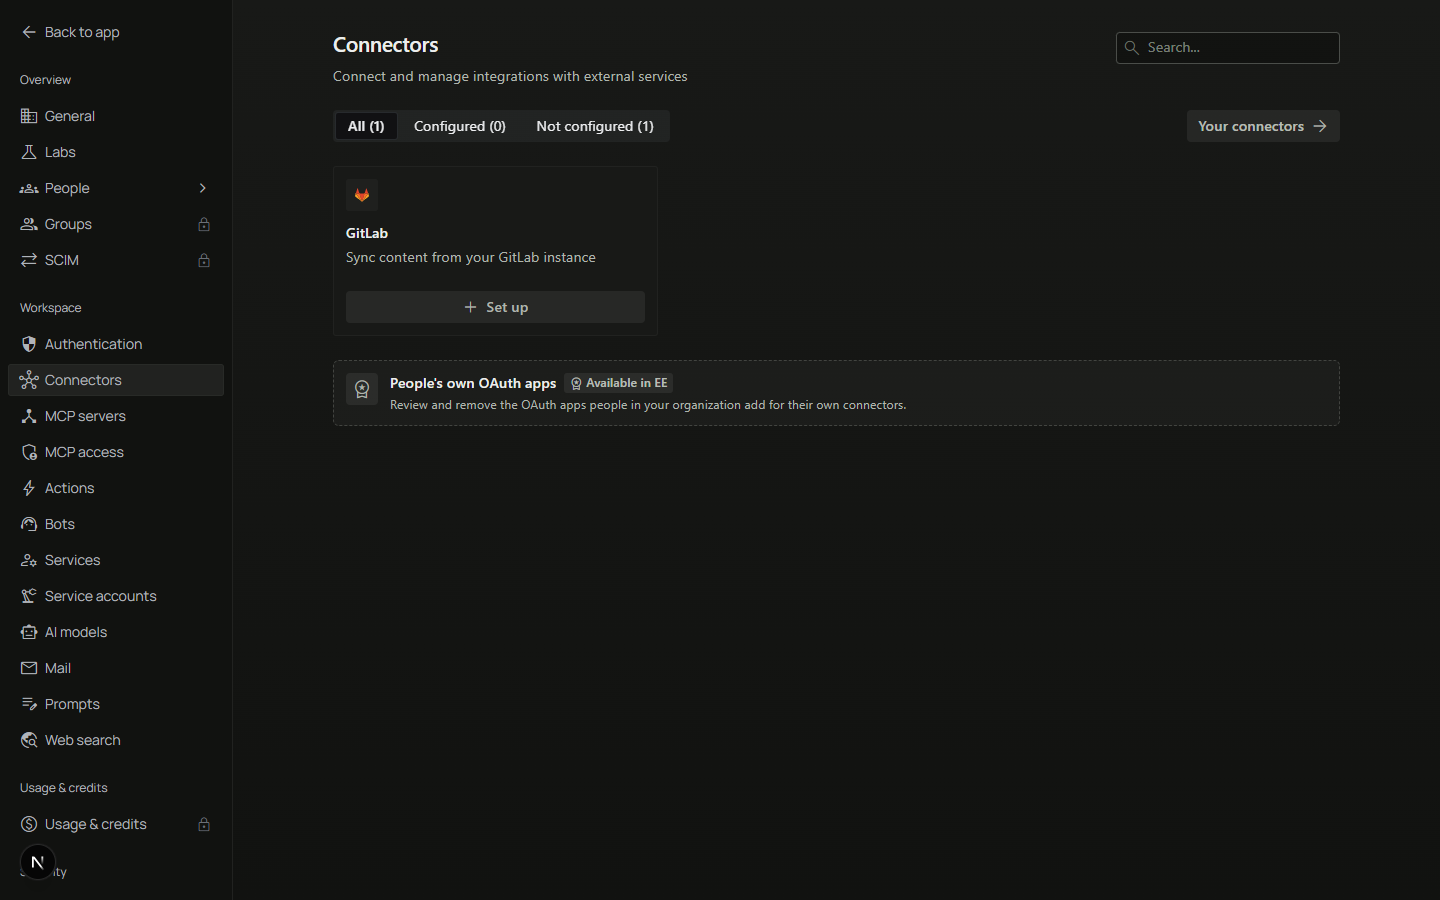 Back to app
Overview
General
Labs
People
Groups
SCIM
Workspace
Authentication
Connectors
MCP servers
MCP access
Actions
Bots
Services
Service accounts
AI models
Mail
Prompts
Web search
Usage & credits
Usage & credits
N
Connectors
Connect and manage integrations with external services
Search...
All (1)
Configured (0)
Not configured (1)
Your connectors
GitLab
Sync content from your GitLab instance
Set up
People's own OAuth apps
Available in EE
Review and remove the OAuth apps people in your organization add for their own connectors.